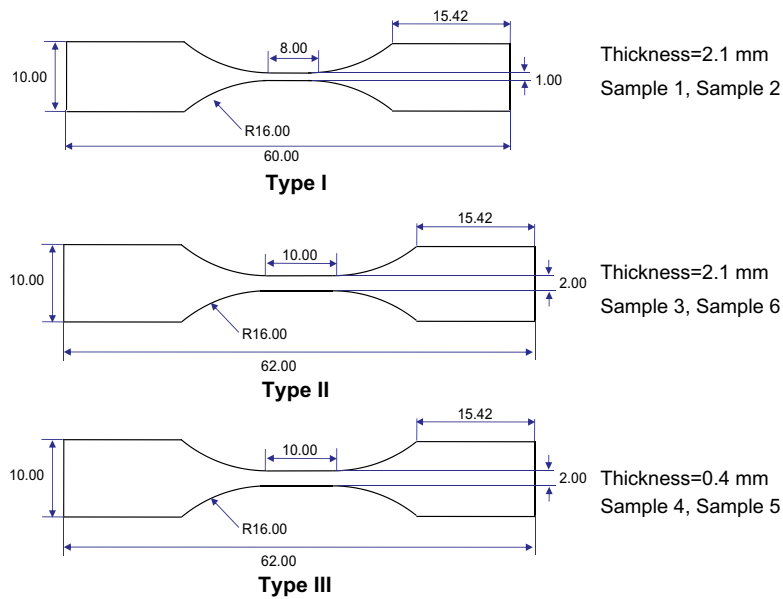 15.42
8.00
Thickness=2.1 mm
10.00
1.00
Sample 1, Sample 2
R16.00
60.00
Type I
15.42
10.00
Thickness=2.1 mm
10.00
2.00
Sample 3, Sample 6
R16.00
62.00
Type II
15.42
10.00
10.00
2.00
Thickness=0.4 mm
Sample 4, Sample 5
R16.00
62.00
Type III